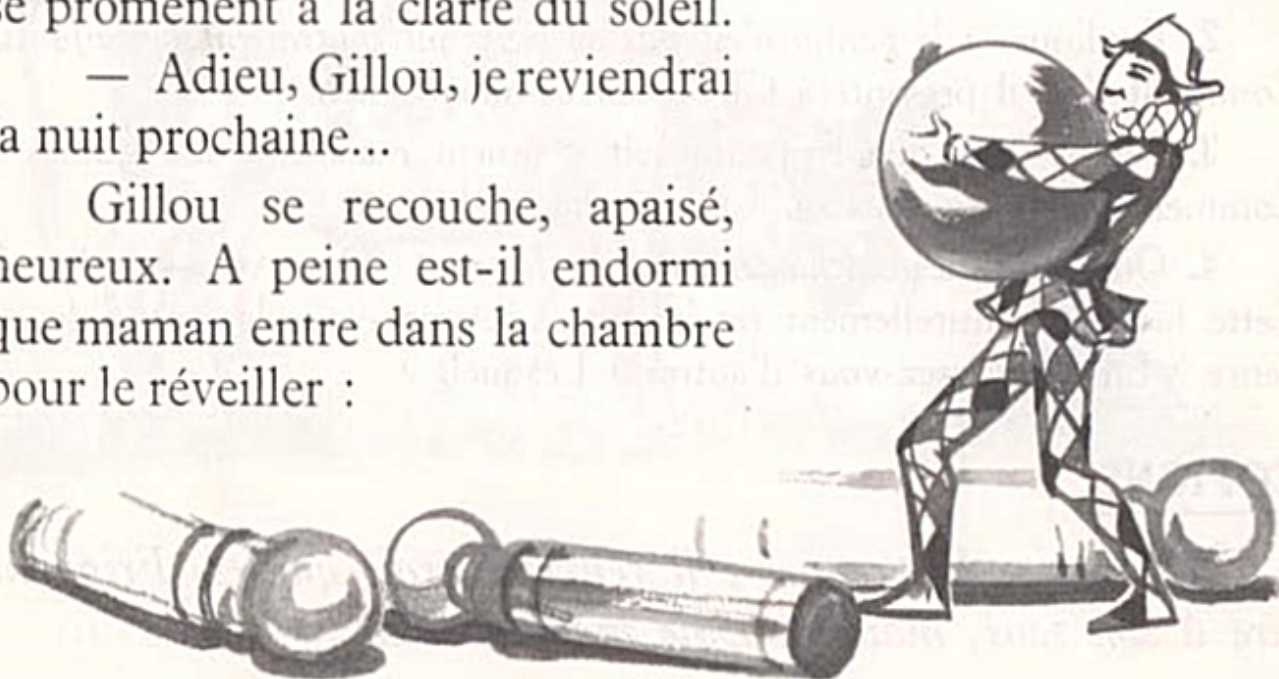 se promènent à la clarté du soleil.
— Adieu, Gillou, je reviendrai
la nuit prochaine...
Gillou se recouche, apaisé,
heureux. A peine est-il endormi
que maman entre dans la chambre
pour le réveiller :